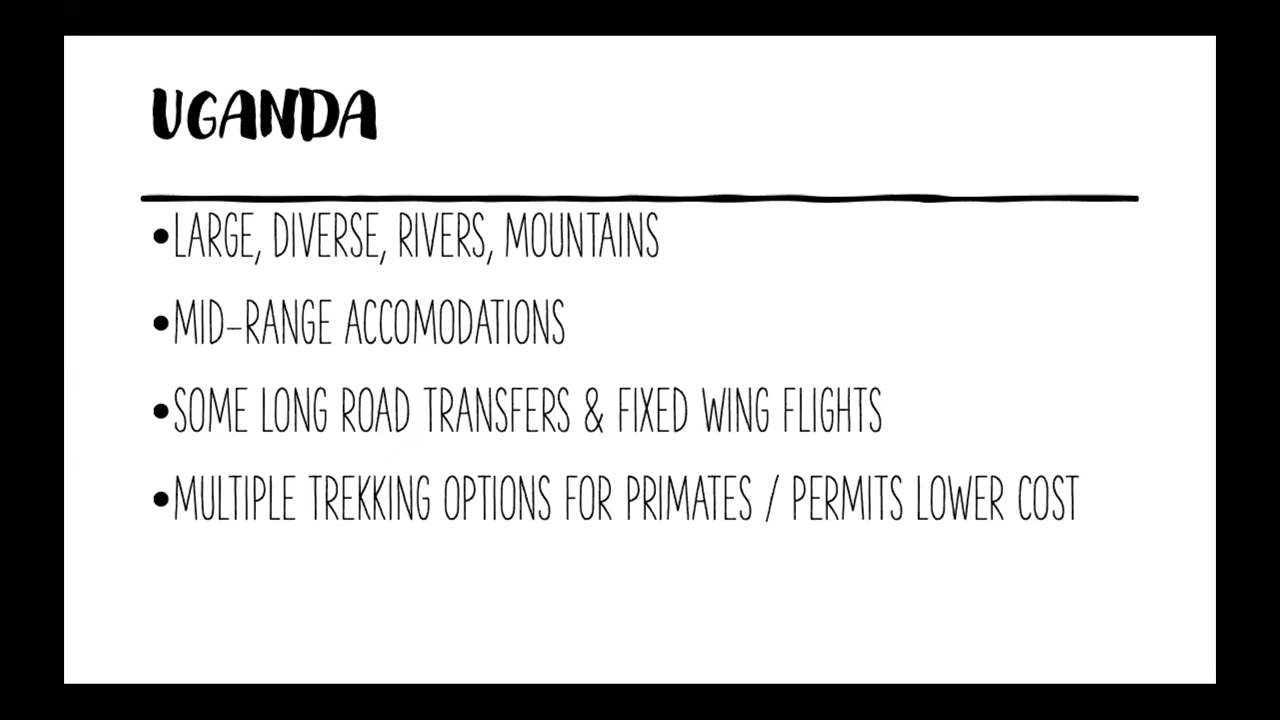 UGANDA
•LARGE, DIVERSE, RIVERS, MOUNTAINS
•MID-RANGE ACCOMODATIONS
•SOME LONG ROAD TRANSFERS & FIXED WING FLIGHTS
•MULTIPLE TREKKING OPTIONS FOR PRIMATES / PERMITS LOWER COST